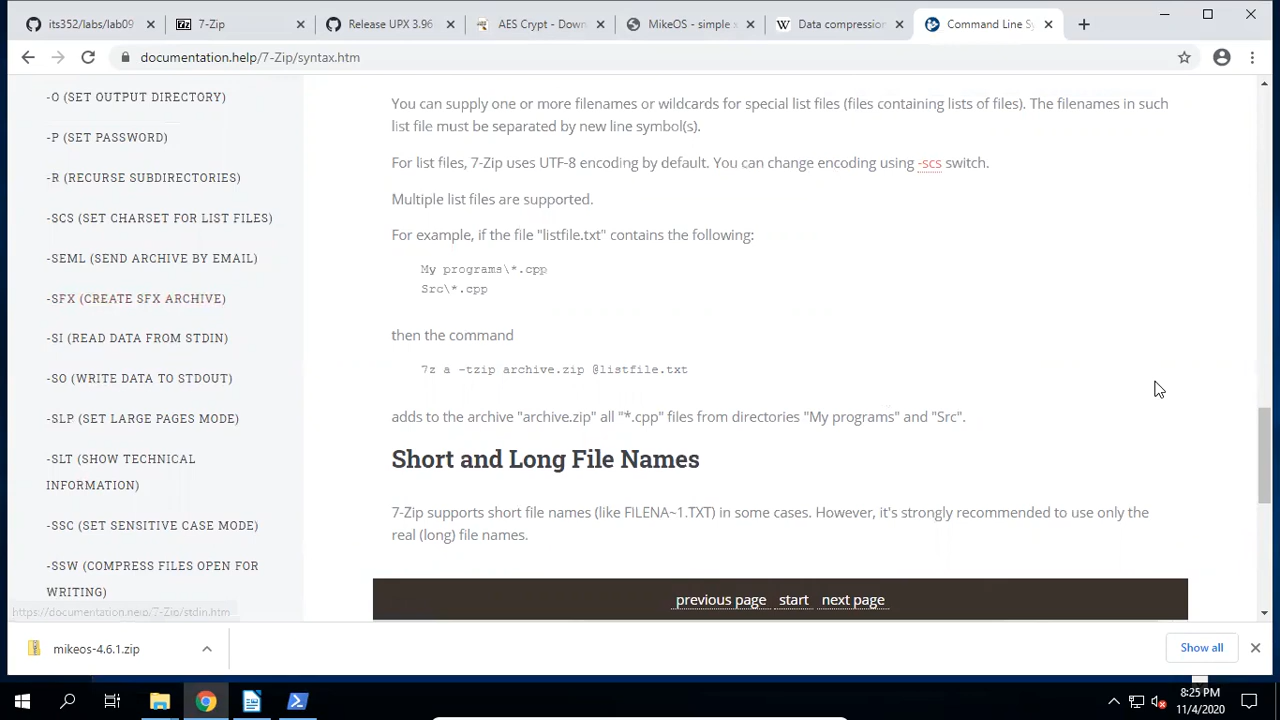 its352/labs/lab09
7-Zip
Release UPX 3.96
AES Crypt - Down
MikeOS - simple x
Data compression
Command Line Sy
documentation.help/7-Zip/syntax.htm
-O (SET OUTPUT DIRECTORY)
-P (SET PASSWORD)
-R (RECURSE SUBDIRECTORIES)
-SCS (SET CHARSET FOR LIST FILES)
-SEML (SEND ARCHIVE BY EMAIL)
-SFX (CREATE SFX ARCHIVE)
-SI (READ DATA FROM STDIN)
-SO (WRITE DATA TO STDOUT)
-SLP (SET LARGE PAGES MODE)
-SLT (SHOW TECHNICAL
INFORMATION)
-SSC (SET SENSITIVE CASE MODE)
-SSW (COMPRESS FILES OPEN FOR
WRITING)
https://documentation.help/7-Zip/stdin.htm
You can supply one or more filenames or wildcards for special list files (files containing lists of files). The filenames in such
list file must be separated by new line symbol(s).
For list files, 7-Zip uses UTF-8 encoding by default. You can change encoding using -scs switch.
Multiple list files are supported.
For example, if the file "listfile.txt" contains the following:
My programs\*.cpp
Src\*.cpp
then the command
7z a -tzip archive.zip @listfile.txt
adds to the archive "archive.zip" all "*.cpp" files from directories "My programs" and "Src".
Short and Long File Names
7-Zip supports short file names (like FILENA~1.TXT) in some cases. However, it's strongly recommended to use only the
real (long) file names.
previous page start next page
mikeos-4.6.1.zip
Show all
8:25 PM
11/4/2020